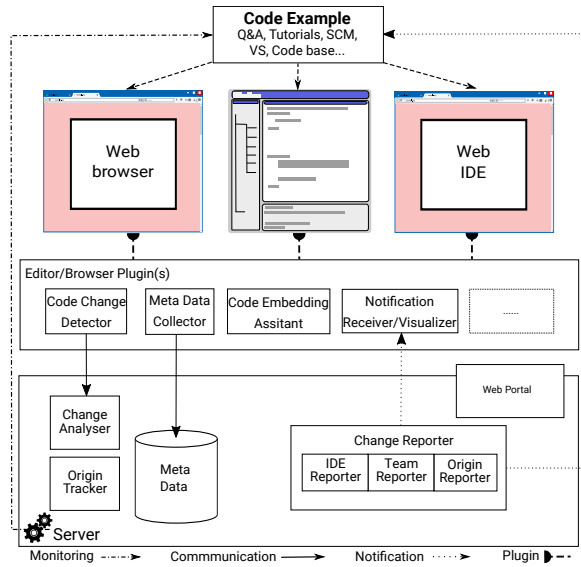 Code Example
Q&A, Tutorials, SCM,
VS, Code base...
Web
browser
Web
IDE
Editor/Browser Plugin(s)
Code Change
Detector
Meta Data
Collector
Code Embedding
Assitant
Notification
Receiver/Visualizer
......
Web Portal
Change
Analyser
Origin
Tracker
Meta
Data
Change Reporter
IDE
Reporter
Team
Reporter
Origin
Reporter
Server
Monitoring
Commmunication
Notification
Plugin